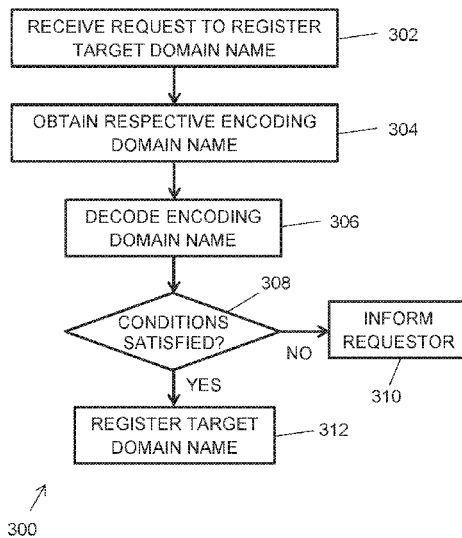 RECEIVE REQUEST TO REGISTER
TARGET DOMAIN NAME
302
OBTAIN RESPECTIVE ENCODING
DOMAIN NAME
304
DECODE ENCODING
DOMAIN NAME
306
308
CONDITIONS
SATISFIED?
NO
INFORM
REQUESTOR
310
YES
REGISTER TARGET
DOMAIN NAME
312
300